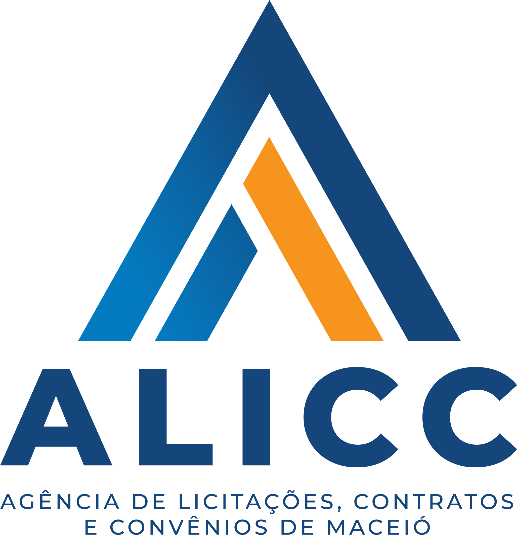 ALICC
AGÊNCIA DE LICITAÇÕES, CONTRATOS
E CONVÊNIOS DE MACEIÓ